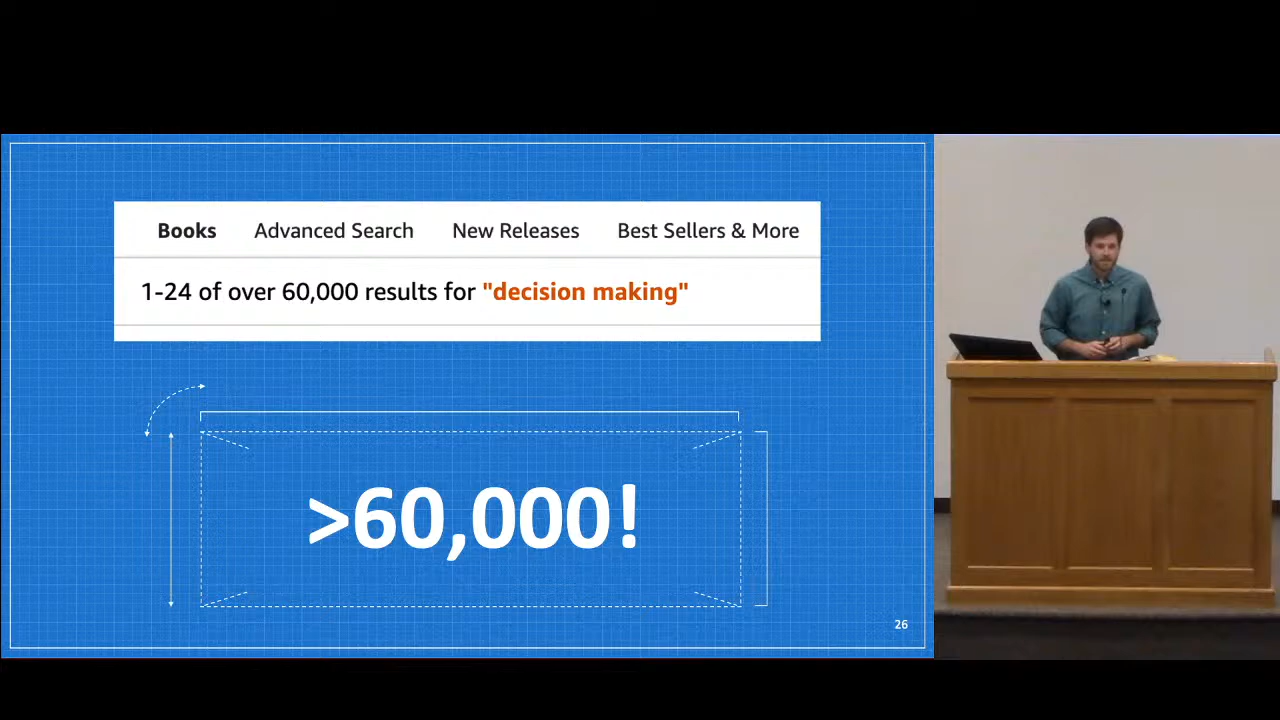 Books Advanced Search New Releases Best Sellers & More
1-24 of over 60,000 results for "decision making"
>60,000!
26